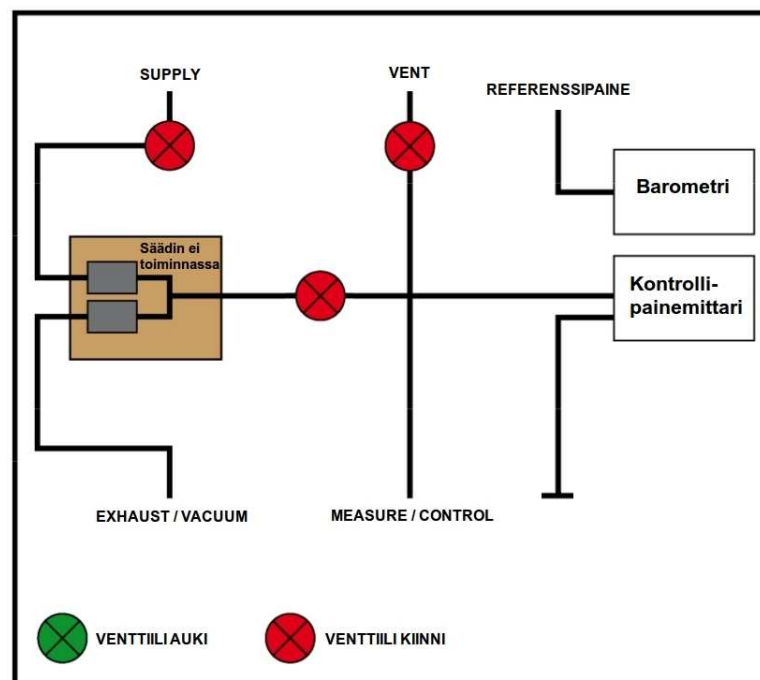 SUPPLY
VENT
REFERENSSIPAINE
Barometri
Säädin ei
toiminnassa
Kontrolli-
painemittari
EXHAUST / VACUUM
MEASURE / CONTROL
VENTTIILI AUKI
VENTTIILI KIINNI